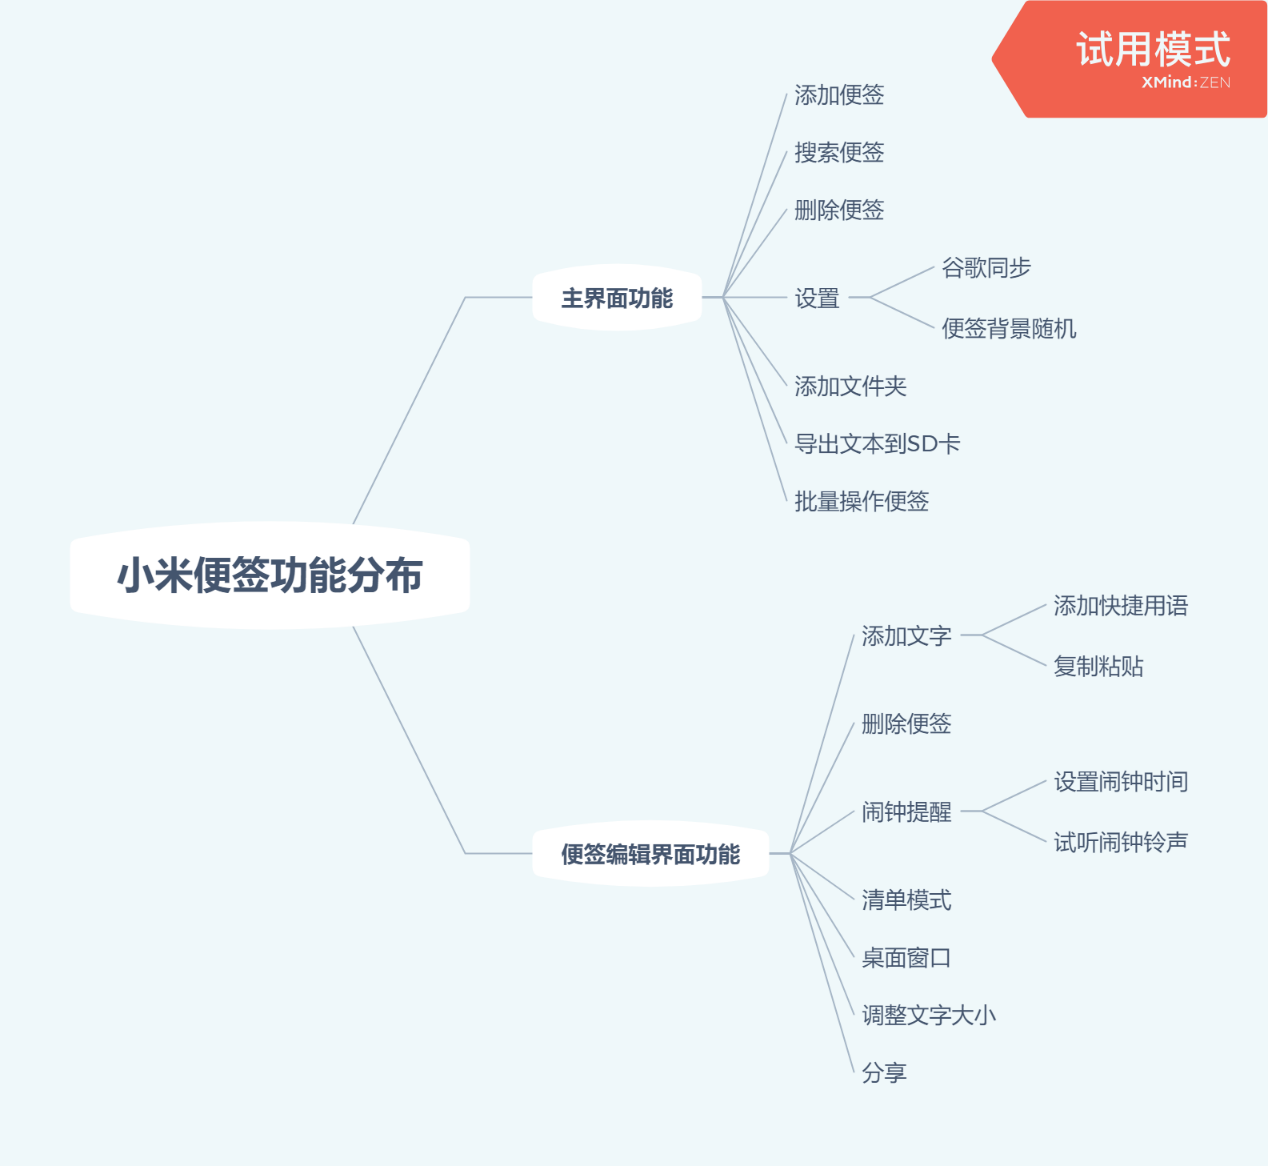 试用模式
XMind:ZEN
小米便签功能分布
主界面功能
添加便签
搜索便签
删除便签
设置
谷歌同步
便签背景随机
添加文件夹
导出文本到SD卡
批量操作便签
便签编辑界面功能
添加文字
添加快捷用语
复制粘贴
删除便签
闹钟提醒
设置闹钟时间
试听闹钟铃声
清单模式
桌面窗口
调整文字大小
分享